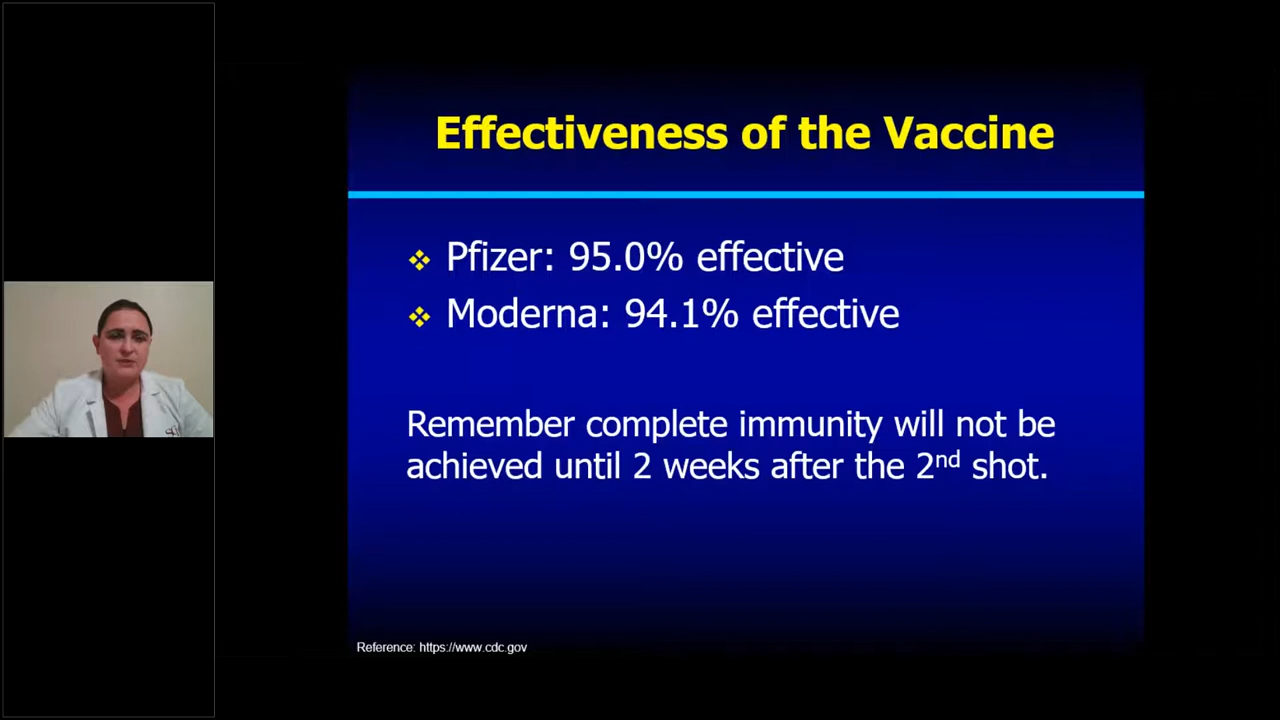 Effectiveness of the Vaccine
Pfizer: 95.0% effective
Moderna: 94.1% effective
Remember complete immunity will not be
achieved until 2 weeks after the 2nd shot.
Reference: https://www.cdc.gov